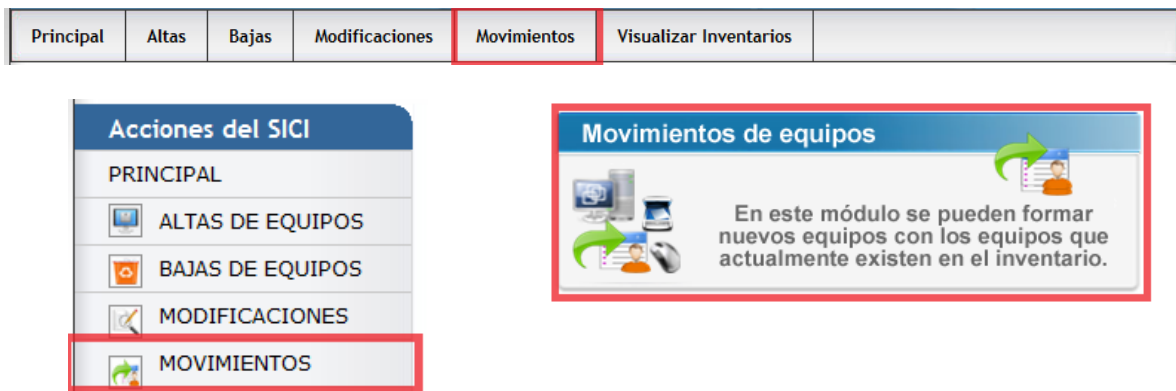 Principal Altas Bajas Modificaciones Movimientos Visualizar Inventarios
Acciones del SICI
PRINCIPAL
ALTAS DE EQUIPOS
BAJAS DE EQUIPOS
MODIFICACIONES
MOVIMIENTOS
Movimientos de equipos
En este módulo se pueden formar
nuevos equipos con los equipos que
actualmente existen en el inventario.